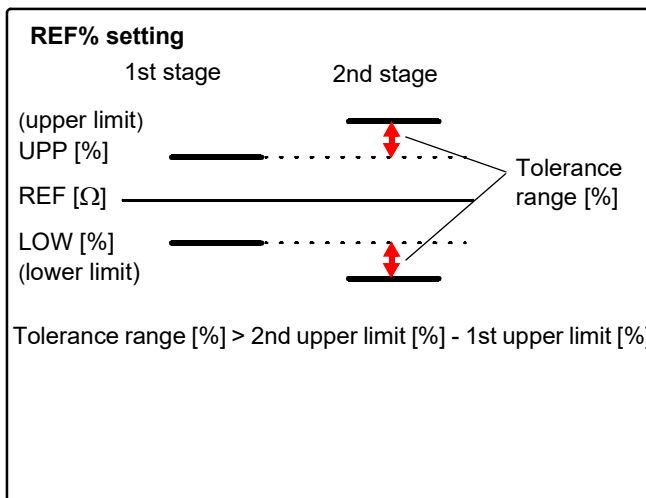 REF% setting
1st stage 2nd stage
(upper limit)
UPP [%]
Tolerance
range [%]
REF [Ω]
LOW [%]
(lower limit)
Tolerance range [%] > 2nd upper limit [%] - 1st upper limit [%]